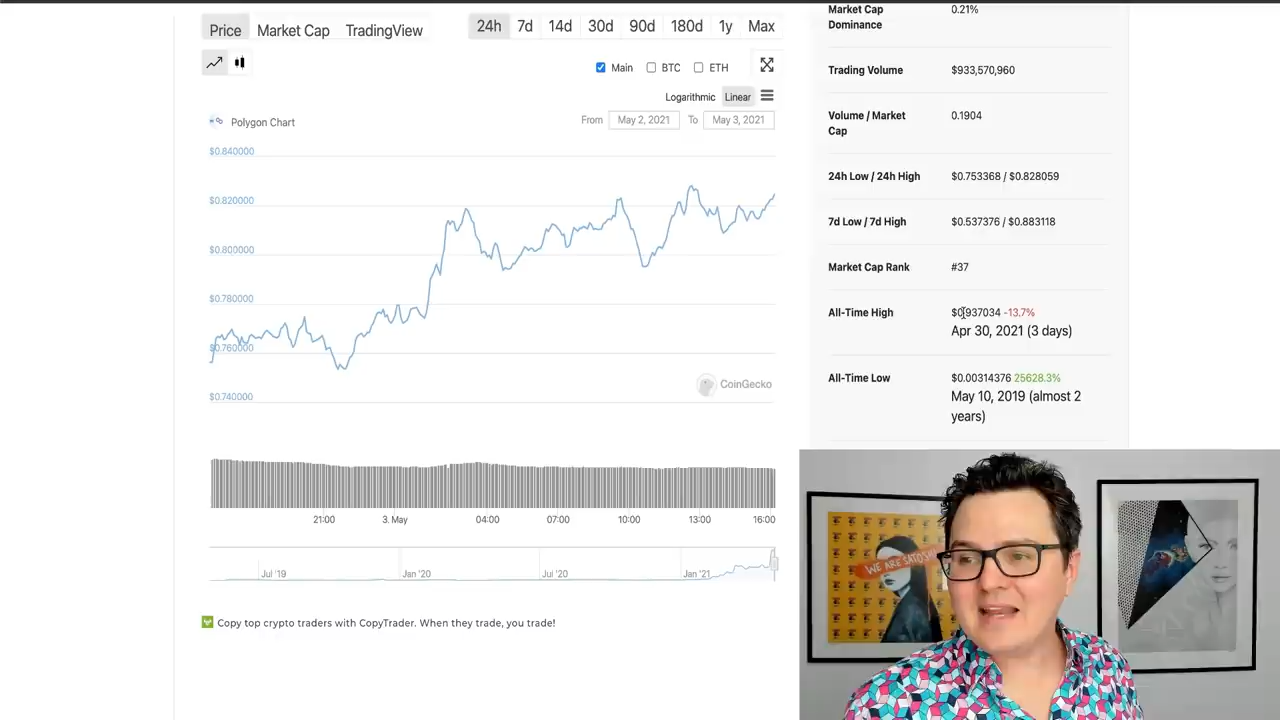 Price Market Cap TradingView 24h 7d 14d 30d 90d 180d 1y Max
Main BTC ETH
Logarithmic Linear
Polygon Chart From May 2, 2021 To May 3, 2021
$0.840000
$0.820000
$0.800000
$0.780000
$0.760000
$0.740000
CoinGecko
21:00 3. May 04:00 07:00 10:00 13:00 16:00
Jul '19 Jan '20 Jul '20 Jan '21
Copy top crypto traders with CopyTrader. When they trade, you trade!
Market Cap 0.21%
Dominance
Trading Volume $933,570,960
Volume / Market 0.1904
Cap
24h Low / 24h High $0.753368 / $0.828059
7d Low / 7d High $0.537376 / $0.883118
Market Cap Rank #37
All-Time High $0.937034 -13.7%
Apr 30, 2021 (3 days)
All-Time Low $0.00314376 25628.3%
May 10, 2019 (almost 2
years)
WE ARE SATOSHI